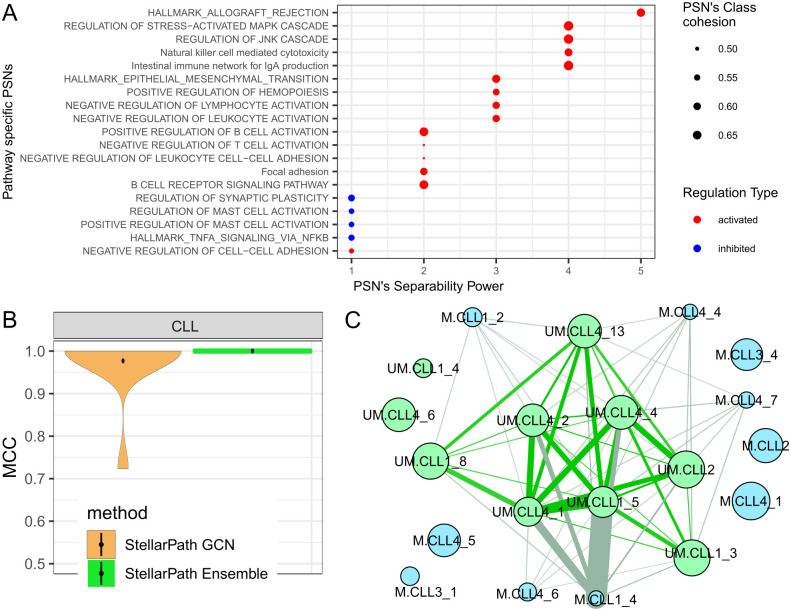 A
Pathway specific PSNs
HALLMARK_ALLOGRAFT_REJECTION
REGULATION OF STRESS-ACTIVATED MAPK CASCADE
REGULATION OF JNK CASCADE
Natural killer cell mediated cytotoxicity
Intestinal immune network for IgA production
HALLMARK_EPITHELIAL_MESENCHYMAL_TRANSITION
POSITIVE REGULATION OF HEMOPOIESIS
NEGATIVE REGULATION OF LYMPHOCYTE ACTIVATION
NEGATIVE REGULATION OF LEUKOCYTE ACTIVATION
POSITIVE REGULATION OF B CELL ACTIVATION
NEGATIVE REGULATION OF T CELL ACTIVATION
NEGATIVE REGULATION OF LEUKOCYTE CELL-CELL ADHESION
Focal adhesion
B CELL RECEPTOR SIGNALING PATHWAY
REGULATION OF SYNAPTIC PLASTICITY
REGULATION OF MAST CELL ACTIVATION
POSITIVE REGULATION OF MAST CELL ACTIVATION
HALLMARK_TNFA_SIGNALING_VIA_NFKB
NEGATIVE REGULATION OF CELL-CELL ADHESION
1 2 3 4 5
PSN's Separability Power
PSN's Class
cohesion
0.50
0.55
0.60
0.65
Regulation Type
activated
inhibited
B
CLL
MCC
1.0
0.9
0.8
0.7
0.6
0.5
method
StellarPath GCN
StellarPath Ensemble
C
M.CLL1_2
M.CLL4_4
UM.CLL4_13
M.CLL3_4
UM.CLL1_4
M.CLL4_7
UM.CLL4_6
UM.CLL4_2
UM.CLL4_4
M.CLL2
UM.CLL1_8
UM.CLL2
UM.CLL4_1
UM.CLL1_5
M.CLL4_1
M.CLL4_5
UM.CLL1_3
M.CLL3_1
M.CLL4_6
M.CLL1_4